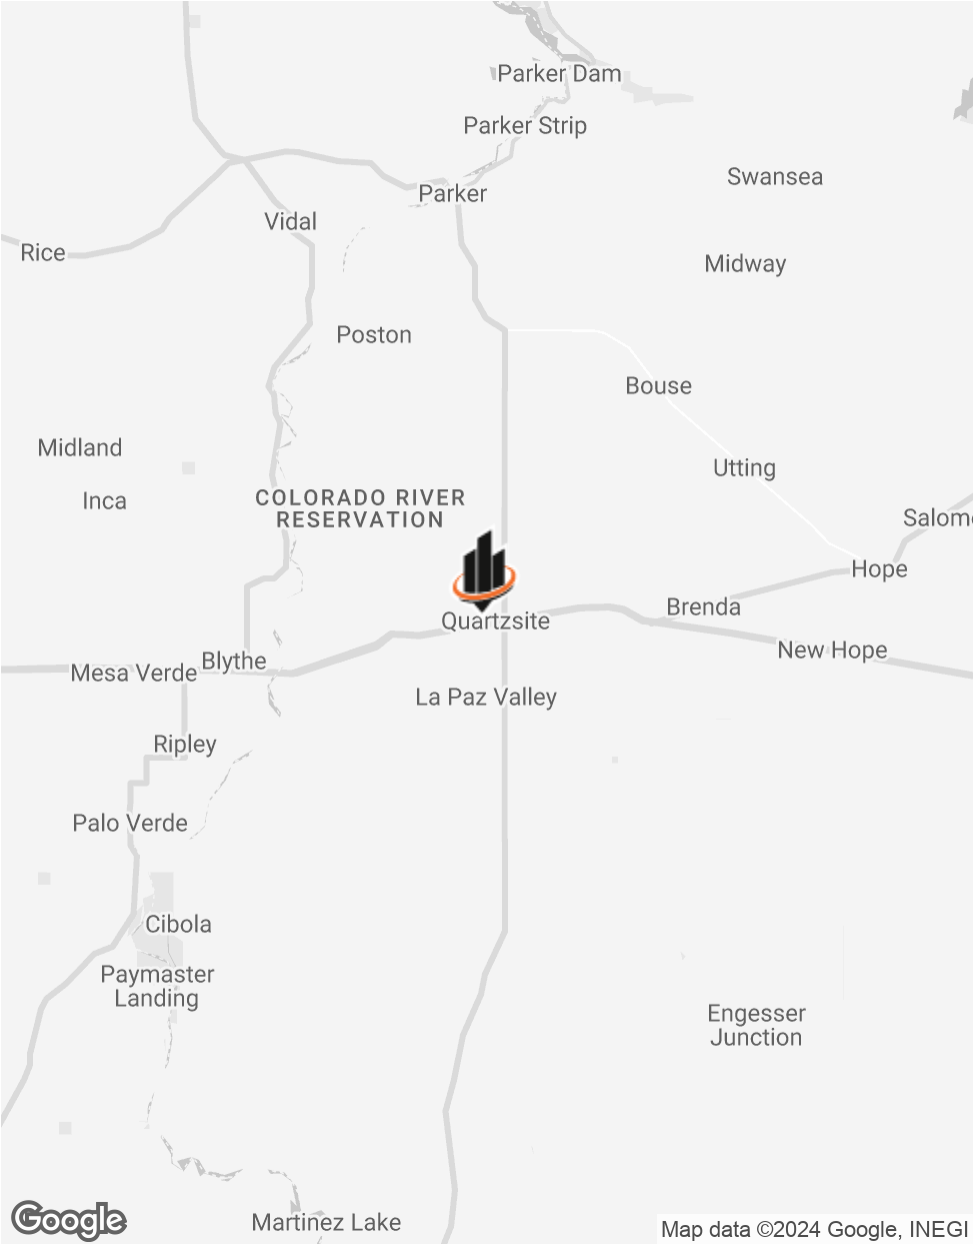 Parker Dam
Parker Strip
Swansea
Parker
Vidal
Rice
Midway
Poston
Bouse
Midland
Utting
Inca
COLORADO RIVER
RESERVATION
Salome
Hope
Brenda
Quartzsite
New Hope
Blythe
Mesa Verde
La Paz Valley
Ripley
Palo Verde
Cibola
Paymaster
Landing
Engesser
Junction
Martinez Lake
Google
Map data ©2024 Google, INEGI